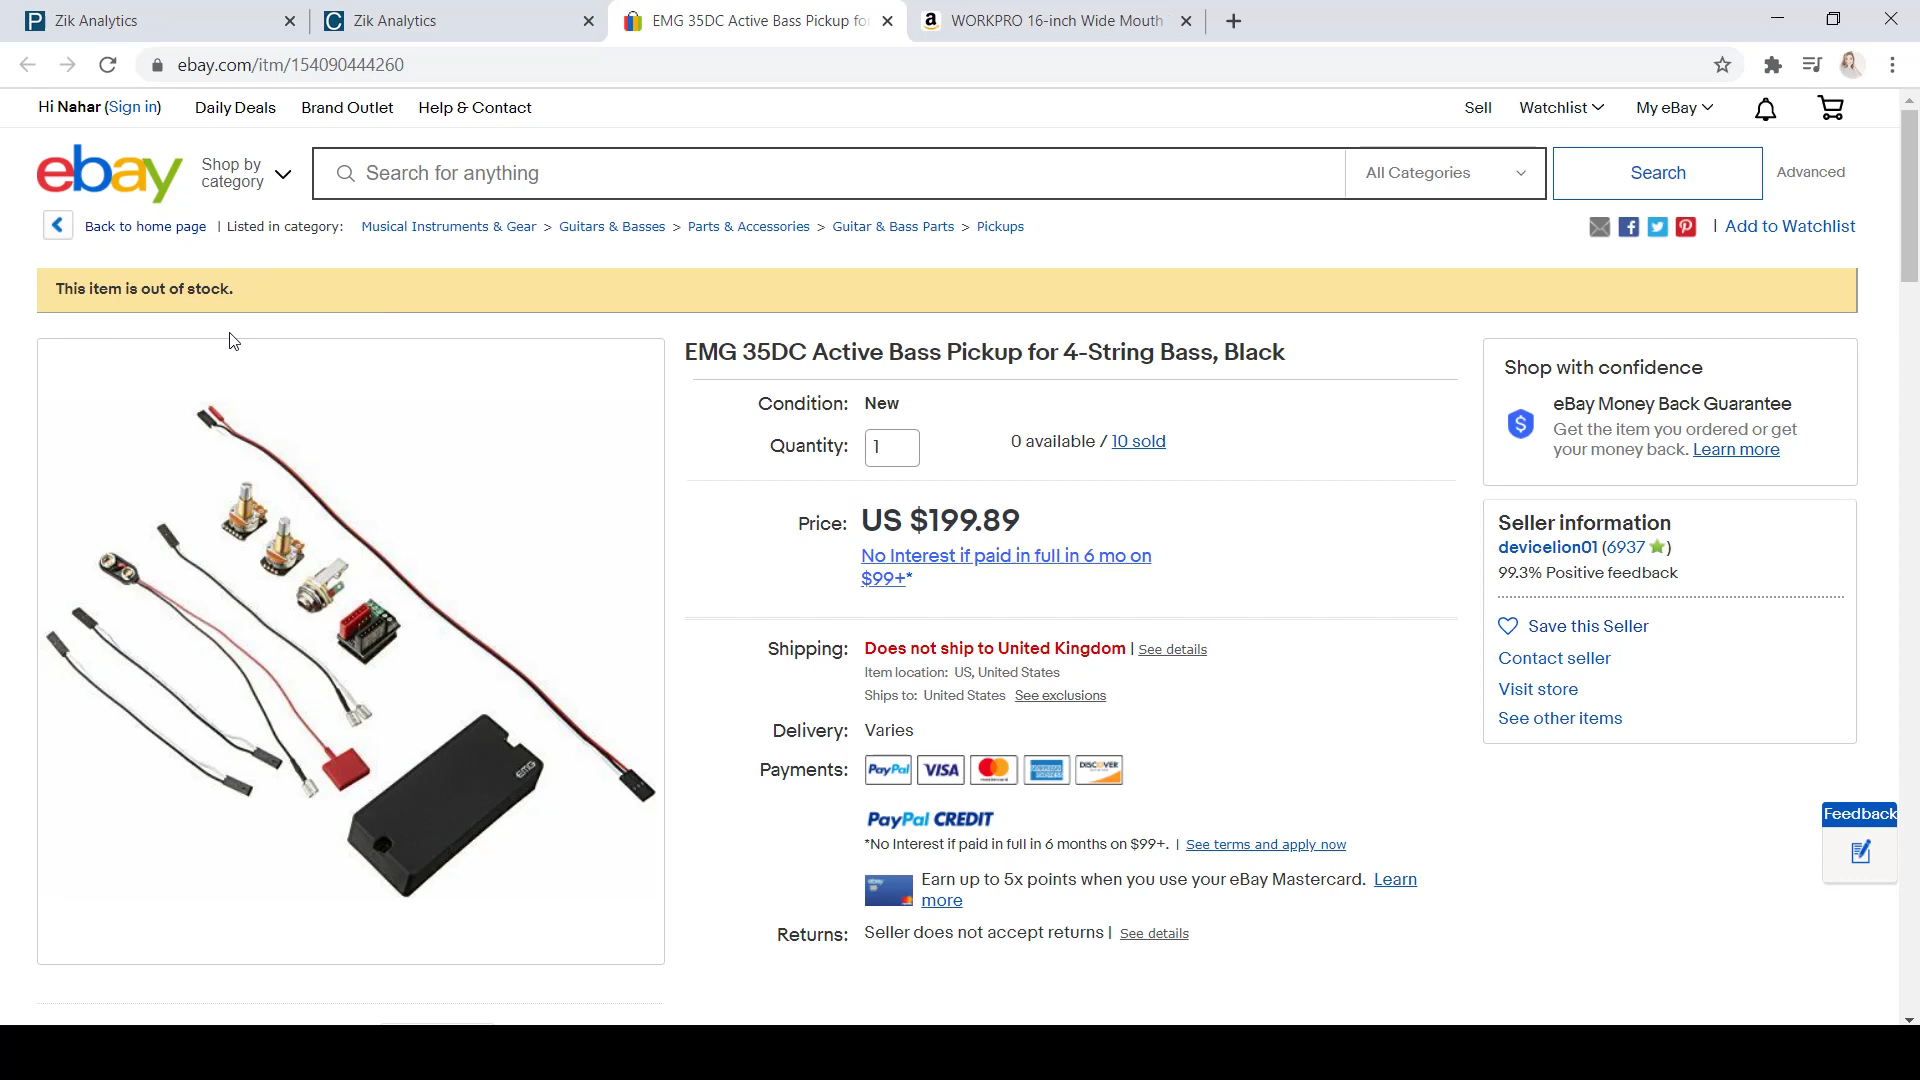 Zik Analytics
Zik Analytics
EMG 35DC Active Bass Pickup fo
WORKPRO 16-inch Wide Mouth
ebay.com/itm/154090444260
Hi Nahar (Sign in)
Daily Deals
Brand Outlet
Help & Contact
Sell
Watchlist
My eBay
ebay
Shop by category
Search for anything
All Categories
Search
Advanced
Back to home page | Listed in category: Musical Instruments & Gear > Guitars & Basses > Parts & Accessories > Guitar & Bass Parts > Pickups
| Add to Watchlist
This item is out of stock.
EMG 35DC Active Bass Pickup for 4-String Bass, Black
Condition: New
Quantity: 1
0 available / 10 sold
Price: US $199.89
No Interest if paid in full in 6 mo on
$99+*
Shipping: Does not ship to United Kingdom | See details
Item location: US, United States
Ships to: United States See exclusions
Delivery: Varies
Payments: PayPal VISA MasterCard AMERICAN EXPRESS DISCOVER
PayPal CREDIT
*No Interest if paid in full in 6 months on $99+. | See terms and apply now
Earn up to 5x points when you use your eBay Mastercard. Learn
more
Returns: Seller does not accept returns | See details
Shop with confidence
eBay Money Back Guarantee
Get the item you ordered or get
your money back. Learn more
Seller information
devicelion01 (6937)
99.3% Positive feedback
Save this Seller
Contact seller
Visit store
See other items
Feedback
EMG